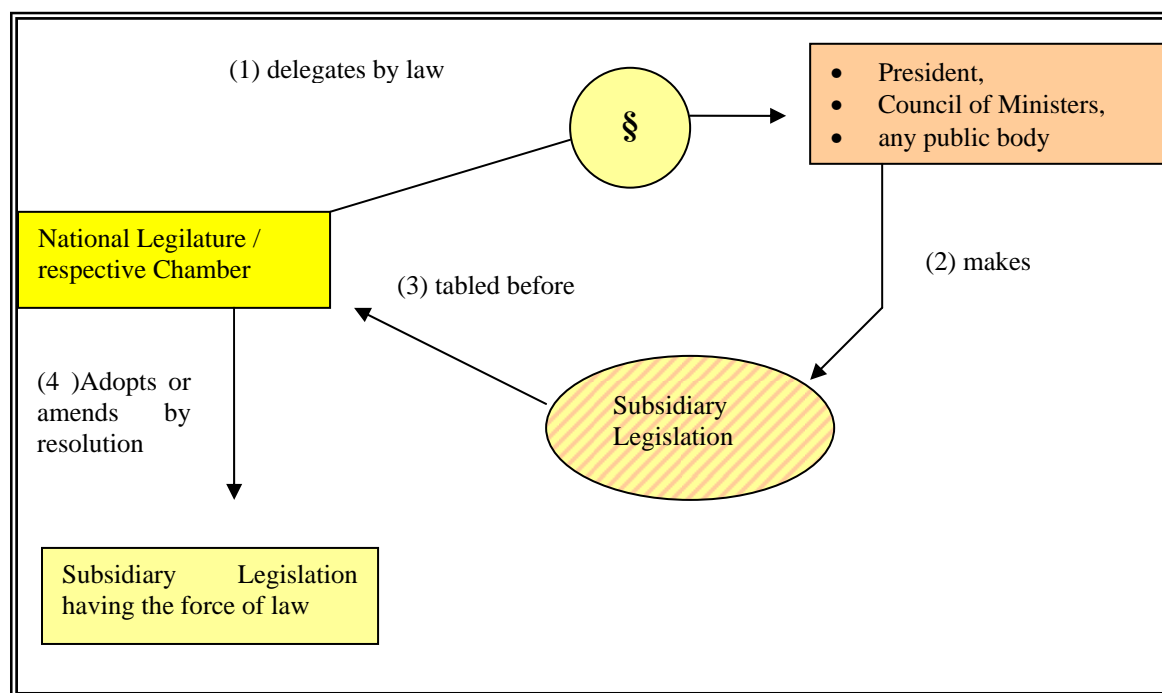 (1) delegates by law
§
• President,
• Council of Ministers,
• any public body
National Legilature /
respective Chamber
(2) makes
(3) tabled before
(4 )Adopts or
amends by
resolution
Subsidiary
Legislation
Subsidiary Legislation
having the force of law